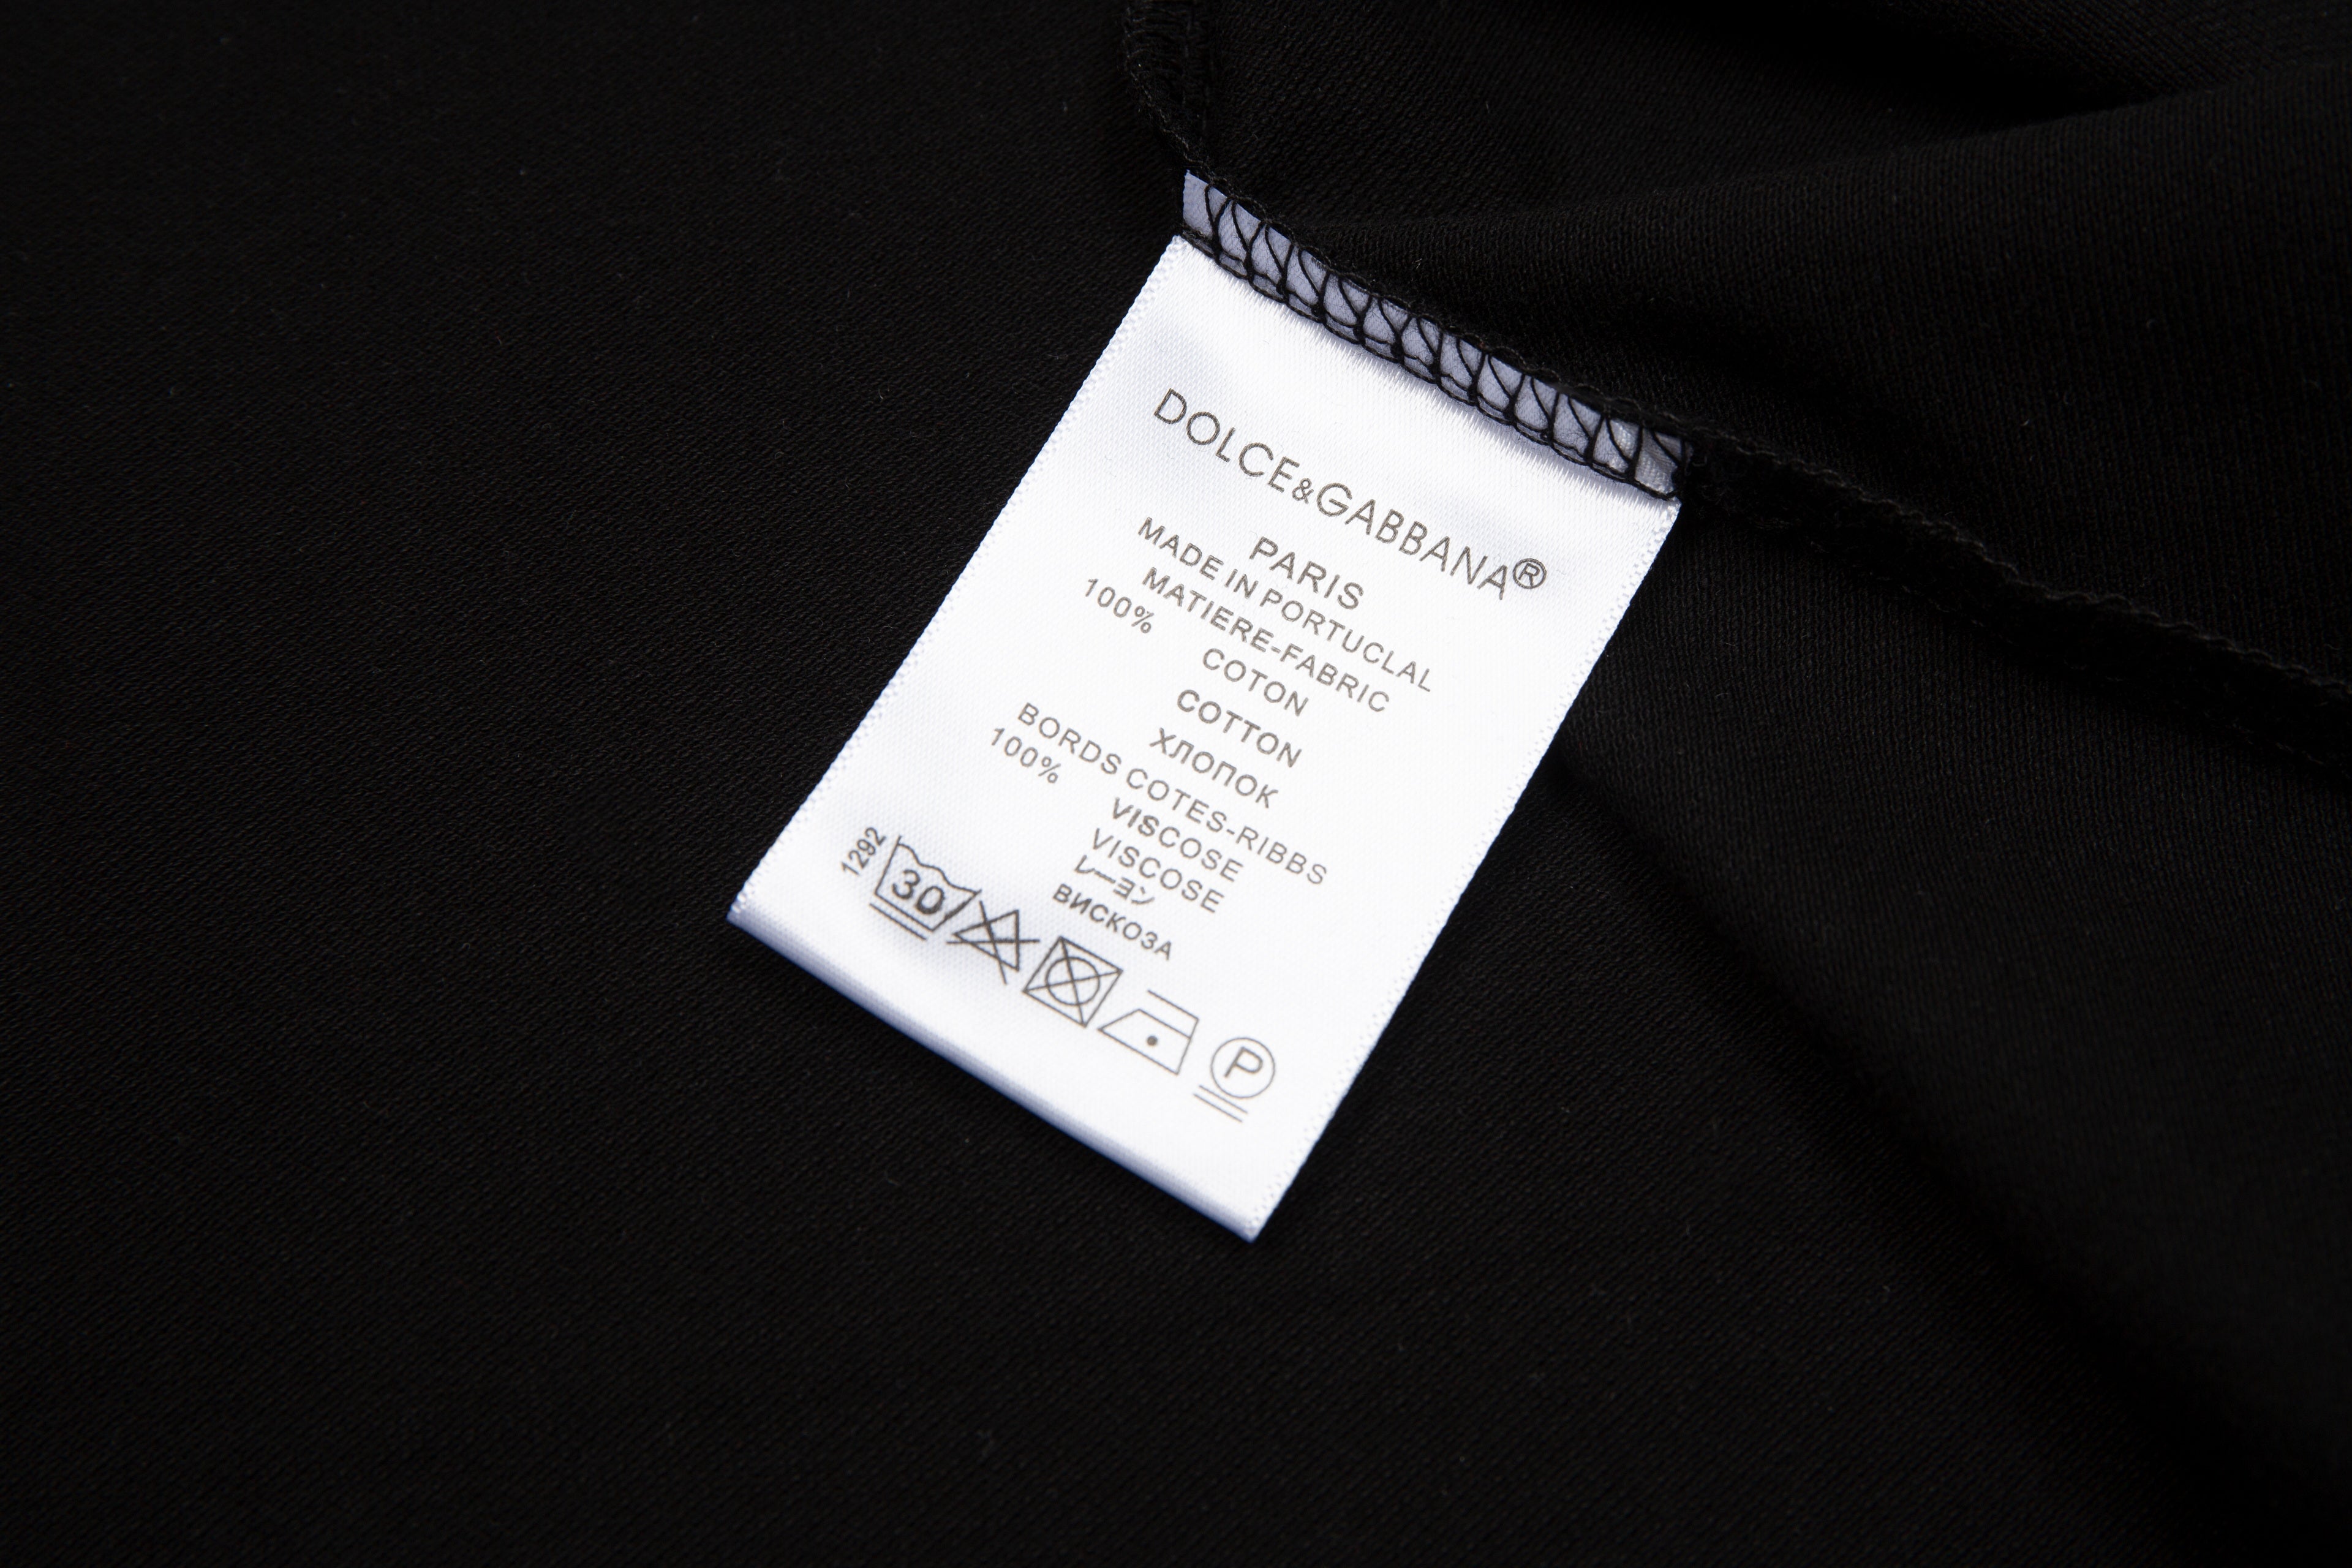 DOLCE&GABBANA®
PARIS
MADE IN PORTUCLAL
MATIERE-FABRIC
100%
COTON
COTTON
ХЛОПОК
BORDS COTES-RIBBS
100%
VISCOSE
VISCOSE
レーヨン
ВИСКОЗА
1292
30
P